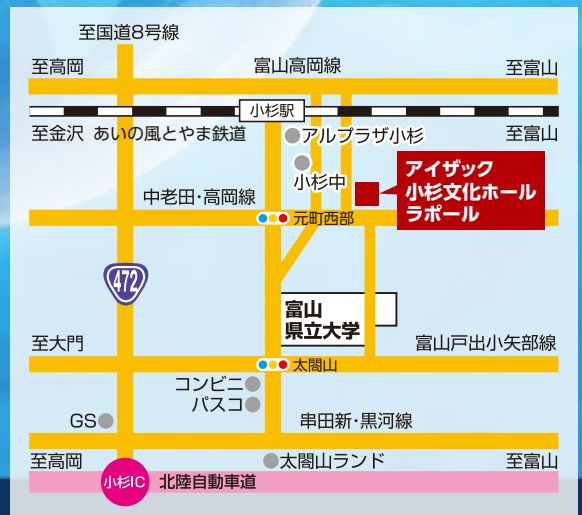 至国道8号線
至高岡
富山高岡線
至富山
小杉駅
至金沢 あいの風とやま鉄道
アルプラザ小杉
至富山
小杉中
アイザック
小杉文化ホール
ラポール
中老田・高岡線
元町西部
472
富山
県立大学
至大門
富山戸出小矢部線
太閤山
コンビニ
パスコ
GS
串田新・黒河線
至高岡
太閤山ランド
至富山
小杉IC
北陸自動車道